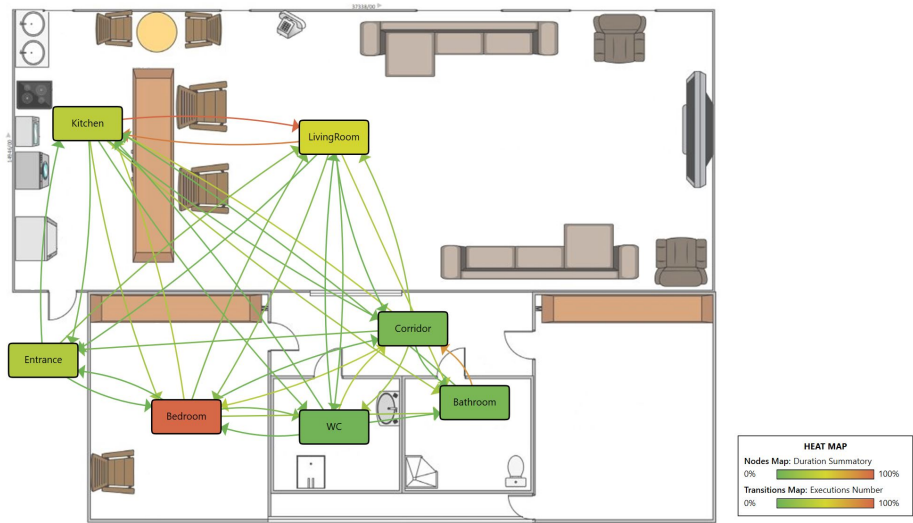 Kitchen
LivingRoom
Corridor
Entrance
Bedroom
WC
Bathroom
HEAT MAP
Nodes Map: Duration Summatory
0% 100%
Transitions Map: Executions Number
0% 100%